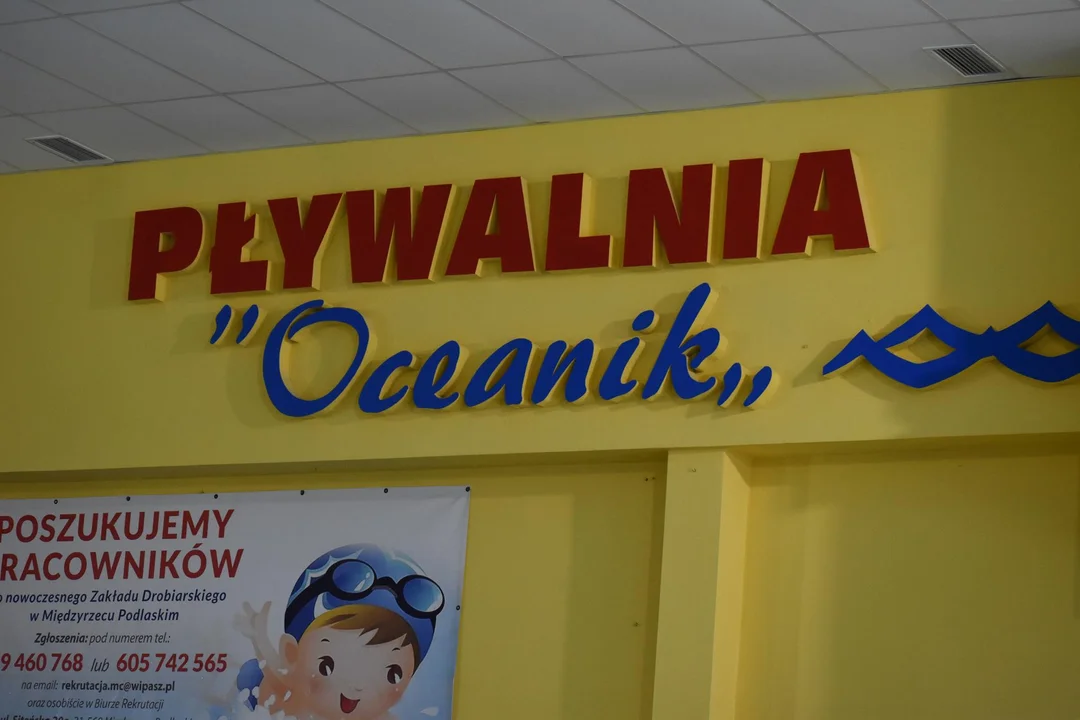 PŁYWALNIA
"Oceanik„
POSZUKUJEMY
RACOWNIKÓW
nowoczesnego Zakładu Drobiarskiego
w Międzyrzecu Podlaskim
Zgłoszenia: pod numerem tel.:
9 460 768 lub 605 742 565
na email: rekrutacja.mc@wipasz.pl
oraz osobiście w Biurze Rekrutacji